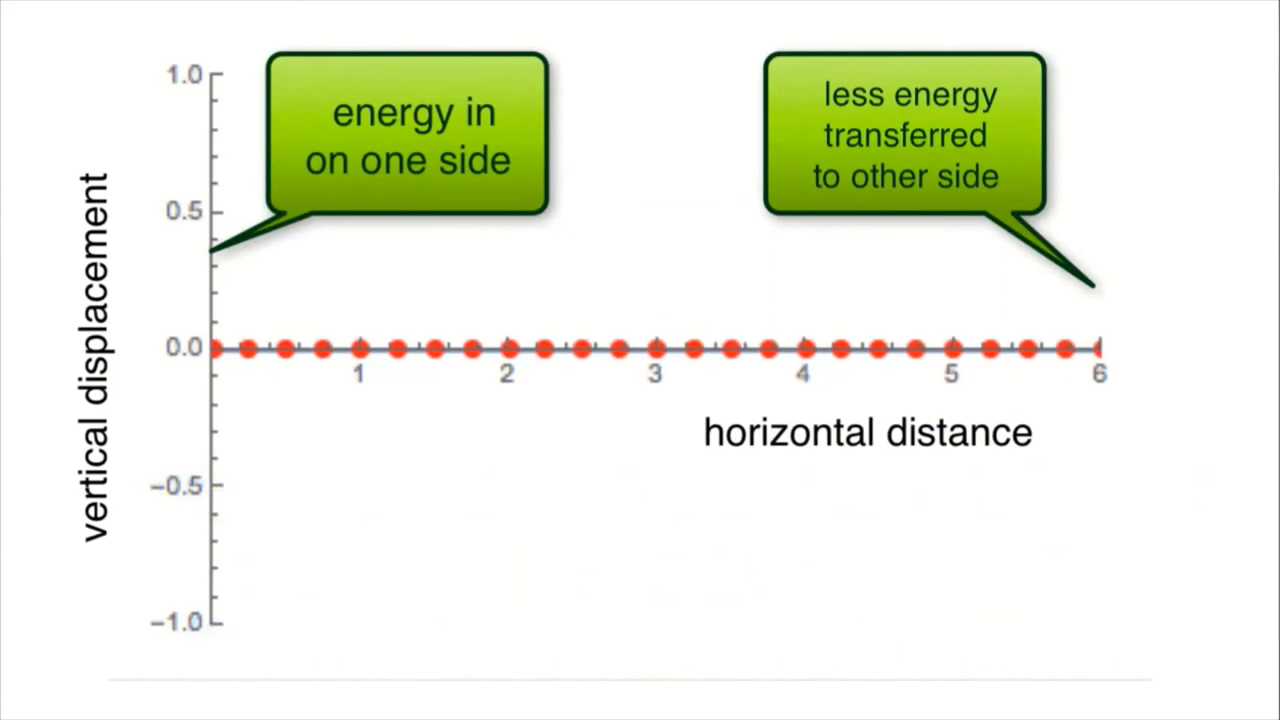 energy in
on one side
less energy
transferred
to other side
vertical displacement
1.0
0.5
0.0
−0.5
−1.0
1 2 3 4 5 6
horizontal distance